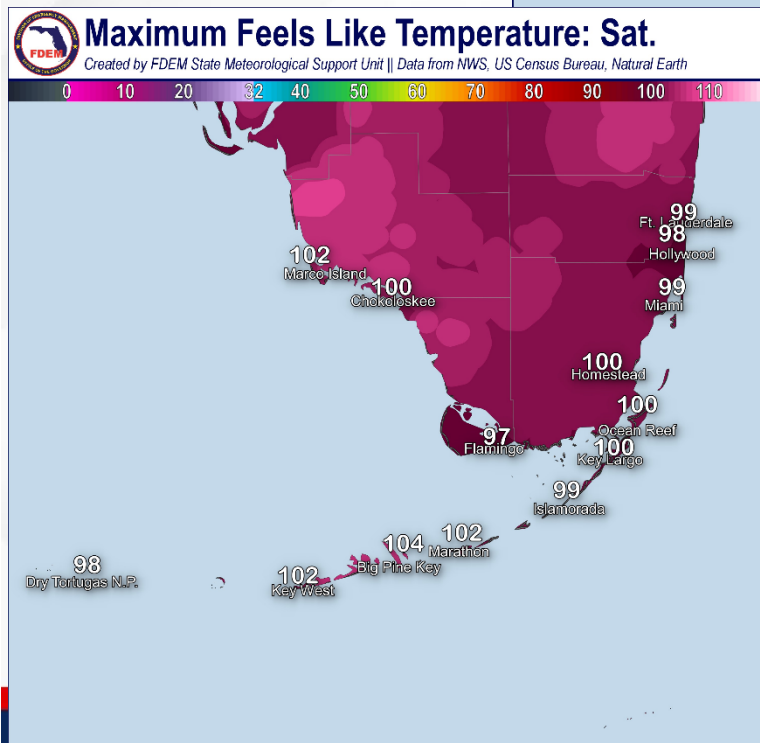 Maximum Feels Like Temperature: Sat.
FDEM
Created by FDEM State Meteorological Support Unit || Data from NWS, US Census Bureau, Natural Earth
0 10 20 32 40 50 60 70 80 90 100 110
99
Ft. Lauderdale
98
Hollywood
102
Marco Island
100
Chokoloskee
99
Miami
100
Homestead
100
Ocean Reef
97
Flamingo
100
Key Largo
99
Islamorada
102
Marathon
104
Big Pine Key
98
Dry Tortugas N.P.
102
Key West